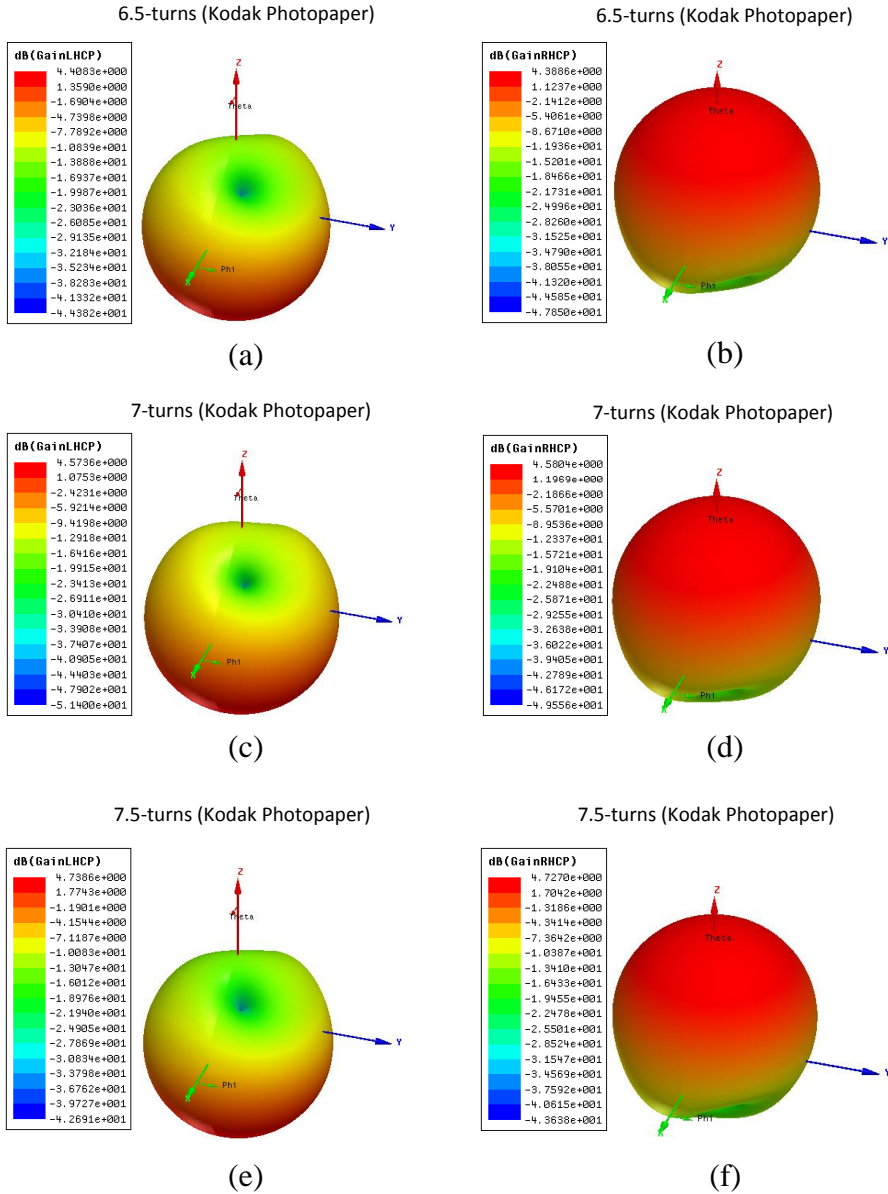 6.5-turns (Kodak Photopaper)
dB(GainLHCP)
4.4083e+000
1.3590e+000
-1.6904e+000
-4.7398e+000
-7.7892e+000
-1.0839e+001
-1.3888e+001
-1.6937e+001
-1.9987e+001
-2.3036e+001
-2.6085e+001
-2.9135e+001
-3.2184e+001
-3.5234e+001
-3.8283e+001
-4.1332e+001
-4.4382e+001
Z
Theta
Y
Phi
X
(a)
6.5-turns (Kodak Photopaper)
dB(GainRHCP)
4.3886e+000
1.1237e+000
-2.1412e+000
-5.4061e+000
-8.6710e+000
-1.1936e+001
-1.5201e+001
-1.8466e+001
-2.1731e+001
-2.4996e+001
-2.8260e+001
-3.1525e+001
-3.4790e+001
-3.8055e+001
-4.1320e+001
-4.4585e+001
-4.7850e+001
Z
Theta
Y
Phi
X
(b)
7-turns (Kodak Photopaper)
dB(GainLHCP)
4.5736e+000
1.0753e+000
-2.4231e+000
-5.9214e+000
-9.4198e+000
-1.2918e+001
-1.6416e+001
-1.9915e+001
-2.3413e+001
-2.6911e+001
-3.0410e+001
-3.3908e+001
-3.7407e+001
-4.0905e+001
-4.4403e+001
-4.7902e+001
-5.1400e+001
Z
Theta
Y
Phi
X
(c)
7-turns (Kodak Photopaper)
dB(GainRHCP)
4.5804e+000
1.1969e+000
-2.1866e+000
-5.5701e+000
-8.9536e+000
-1.2337e+001
-1.5721e+001
-1.9104e+001
-2.2488e+001
-2.5871e+001
-2.9255e+001
-3.2638e+001
-3.6022e+001
-3.9405e+001
-4.2789e+001
-4.6172e+001
-4.9556e+001
Z
Theta
Y
Phi
X
(d)
7.5-turns (Kodak Photopaper)
dB(GainLHCP)
4.7386e+000
1.7743e+000
-1.1901e+000
-4.1544e+000
-7.1187e+000
-1.0083e+001
-1.3047e+001
-1.6012e+001
-1.8976e+001
-2.1940e+001
-2.4905e+001
-2.7869e+001
-3.0834e+001
-3.3798e+001
-3.6762e+001
-3.9727e+001
-4.2691e+001
Z
Theta
Y
Phi
X
(e)
7.5-turns (Kodak Photopaper)
dB(GainRHCP)
4.7270e+000
1.7042e+000
-1.3186e+000
-4.3414e+000
-7.3642e+000
-1.0387e+001
-1.3410e+001
-1.6433e+001
-1.9455e+001
-2.2478e+001
-2.5501e+001
-2.8524e+001
-3.1547e+001
-3.4569e+001
-3.7592e+001
-4.0615e+001
-4.3638e+001
Z
Theta
Y
Phi
X
(f)